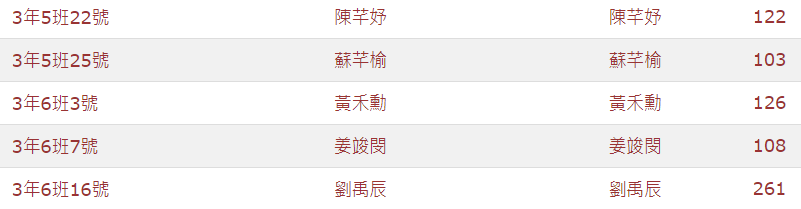 3年5班22號 陳芊妤 陳芊妤 122
3年5班25號 蘇芊榆 蘇芊榆 103
3年6班3號 黃禾勳 黃禾勳 126
3年6班7號 姜竣閔 姜竣閔 108
3年6班16號 劉禹辰 劉禹辰 261